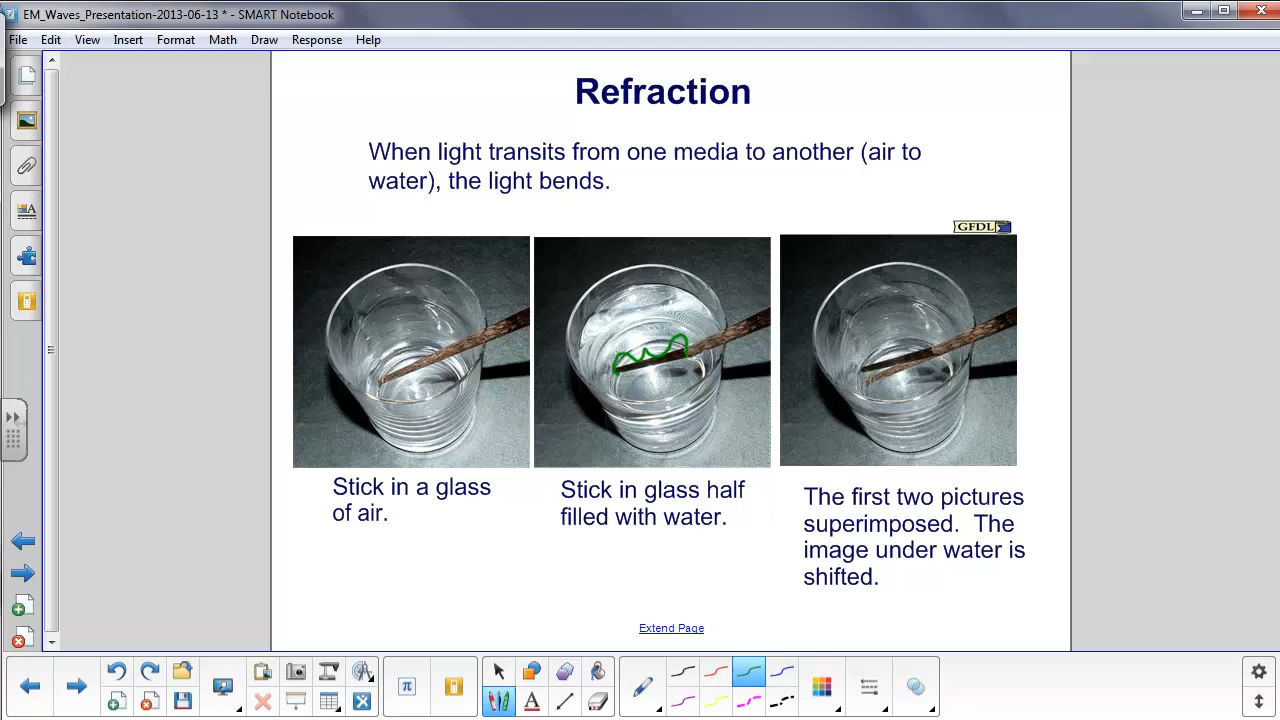 EM_Waves_Presentation-2013-06-13 * - SMART Notebook
File Edit View Insert Format Math Draw Response Help
Refraction
When light transits from one media to another (air to
water), the light bends.
GFDL
Stick in a glass
of air.
Stick in glass half
filled with water.
The first two pictures
superimposed. The
image under water is
shifted.
Extend Page